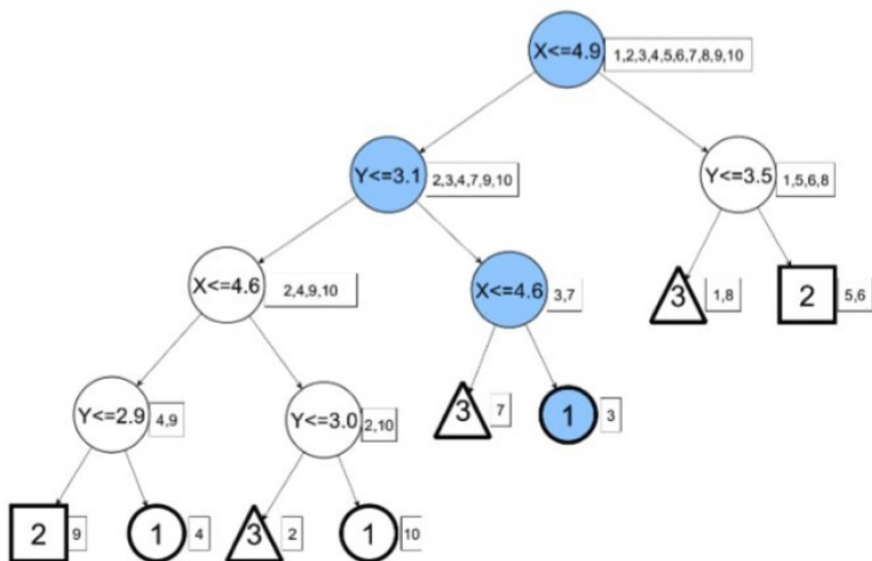 X<=4.9 1,2,3,4,5,6,7,8,9,10
Y<=3.1 2,3,4,7,9,10 Y<=3.5 1,5,6,8
X<=4.6 2,4,9,10 X<=4.6 3,7 3 1,8 2 5,6
Y<=2.9 4,9 Y<=3.0 2,10 3 7 1 3
2 9 1 4 3 2 1 10